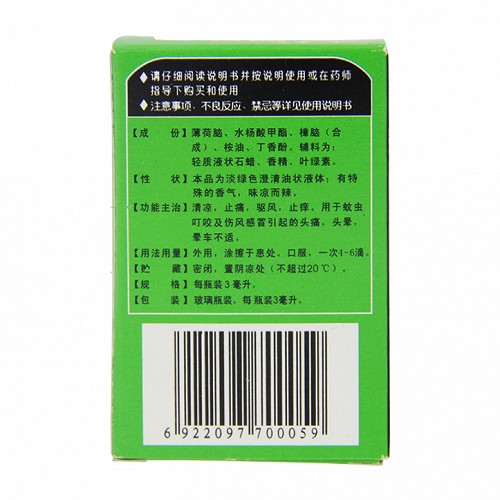 ◆请仔细阅读说明书并按说明使用或在药师
指导下购买和使用
◆注意事项、不良反应、禁忌等详见使用说明书
【成 份】薄荷脑、水杨酸甲酯、樟脑（合
成）、桉油、丁香酚。辅料为：
轻质液状石蜡、香精、叶绿素。
【性 状】本品为淡绿色澄清油状液体；有特
殊的香气，味凉而辣。
【功能主治】清凉，止痛，驱风，止痒。用于蚊虫
叮咬及伤风感冒引起的头痛，头晕，
晕车不适。
【用法用量】外用，涂擦于患处。口服，一次4-6滴。
【贮 藏】密闭，置阴凉处（不超过20℃）。
【规 格】每瓶装3毫升。
【包 装】玻璃瓶装，每瓶装3毫升。
6 922097 700059